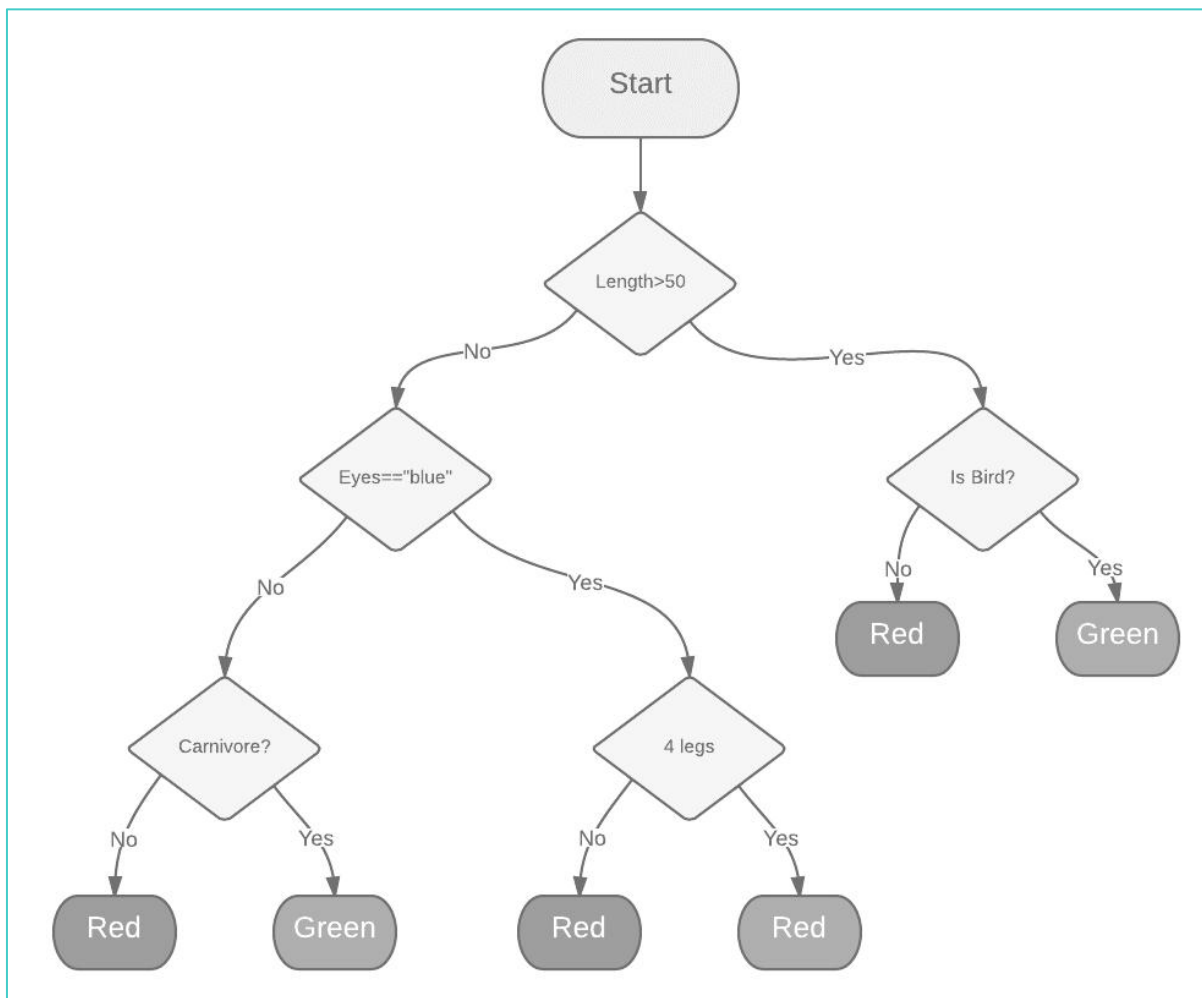 Start
Length>50
No
Yes
Eyes=="blue"
Is Bird?
No
Yes
No
Yes
Red
Green
Carnivore?
4 legs
No
Yes
No
Yes
Red
Green
Red
Red